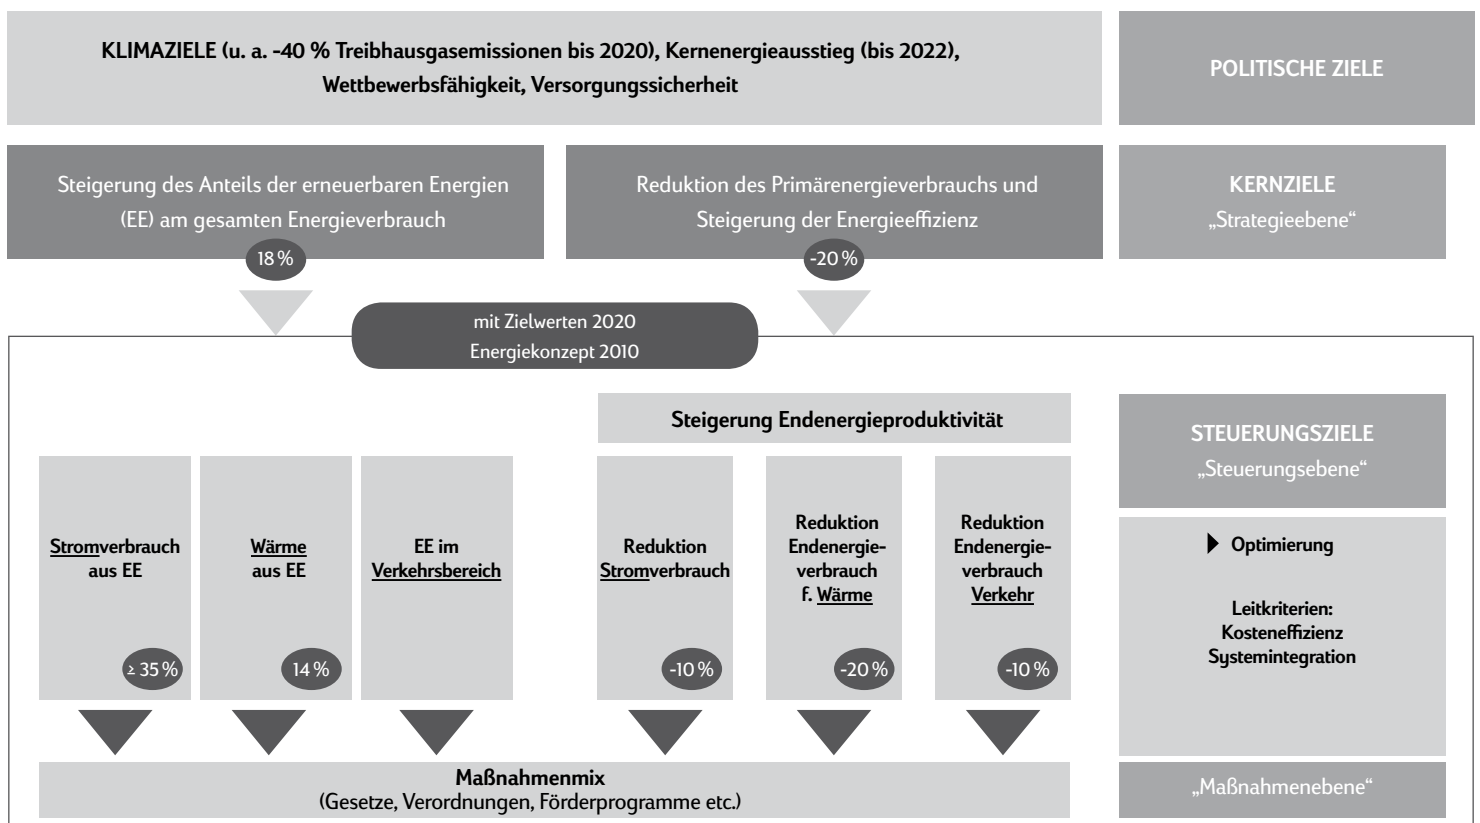 KLIMAZIELE (u. a. -40 % Treibhausgasemissionen bis 2020), Kernenergieausstieg (bis 2022),
Wettbewerbsfähigkeit, Versorgungssicherheit
POLITISCHE ZIELE
Steigerung des Anteils der erneuerbaren Energien
(EE) am gesamten Energieverbrauch
18 %
Reduktion des Primärenergieverbrauchs und
Steigerung der Energieeffizienz
-20 %
KERNZIELE
„Strategieebene“
mit Zielwerten 2020
Energiekonzept 2010
Steigerung Endenergieproduktivität
STEUERUNGSZIELE
„Steuerungsebene“
Stromverbrauch
aus EE
≥ 35 %
Wärme
aus EE
14 %
EE im
Verkehrsbereich
Reduktion
Stromverbrauch
-10 %
Reduktion
Endenergie-
verbrauch
f. Wärme
-20 %
Reduktion
Endenergie-
verbrauch
Verkehr
-10 %
Optimierung
Leitkriterien:
Kosteneffizienz
Systemintegration
Maßnahmenmix
(Gesetze, Verordnungen, Förderprogramme etc.)
„Maßnahmenebene“